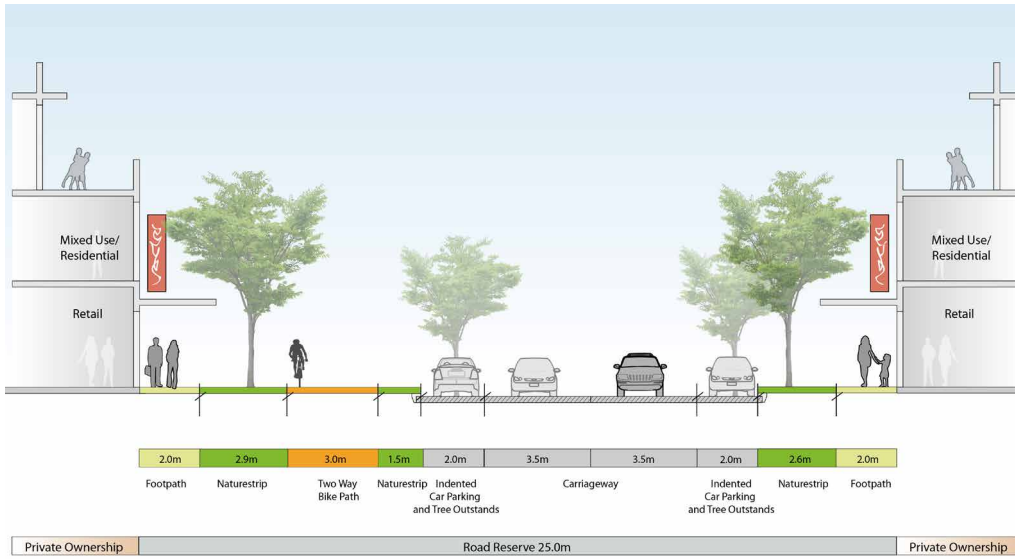 Mixed Use/
Residential
Mixed Use/
Residential
Retail
Retail
2.0m
2.9m
3.0m
1.5m
2.0m
3.5m
3.5m
2.0m
2.6m
2.0m
Footpath
Naturestrip
Two Way
Bike Path
Naturestrip
Indented
Car Parking
and Tree Outstands
Carriageway
Indented
Car Parking
and Tree Outstands
Naturestrip
Footpath
Private Ownership
Road Reserve 25.0m
Private Ownership